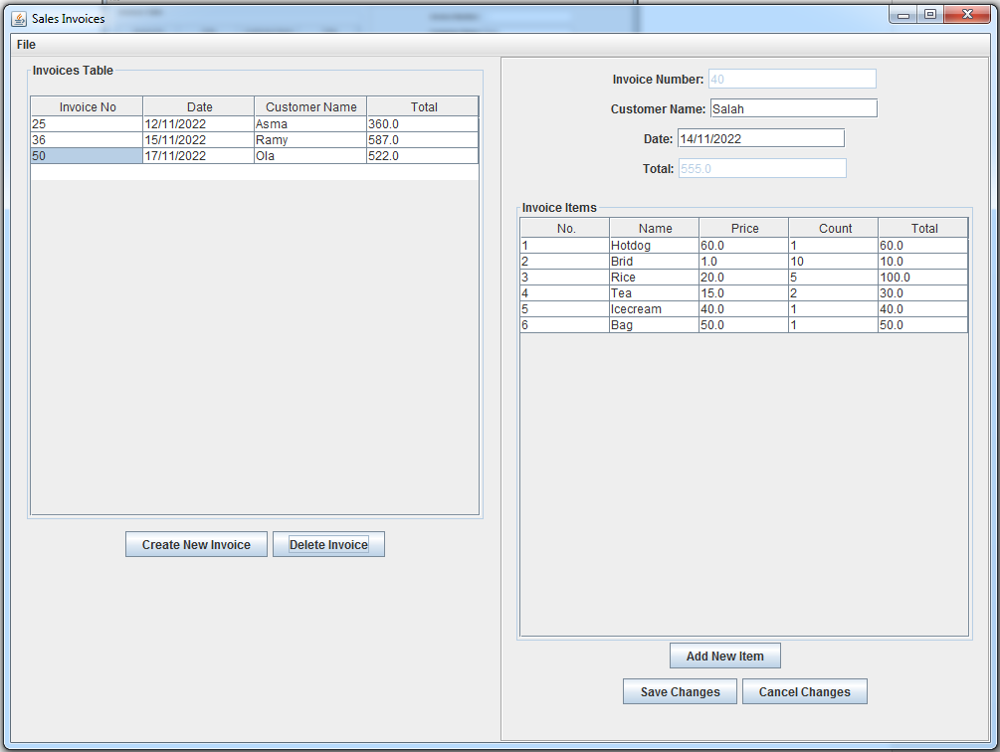 Sales Invoices
File
Invoices Table
Invoice No Date Customer Name Total
25 12/11/2022 Asma 360.0
36 15/11/2022 Ramy 587.0
50 17/11/2022 Ola 522.0
Create New Invoice Delete Invoice
Invoice Number: 40
Customer Name: Salah
Date: 14/11/2022
Total: 555.0
Invoice Items
No. Name Price Count Total
1 Hotdog 60.0 1 60.0
2 Brid 1.0 10 10.0
3 Rice 20.0 5 100.0
4 Tea 15.0 2 30.0
5 Icecream 40.0 1 40.0
6 Bag 50.0 1 50.0
Add New Item
Save Changes Cancel Changes